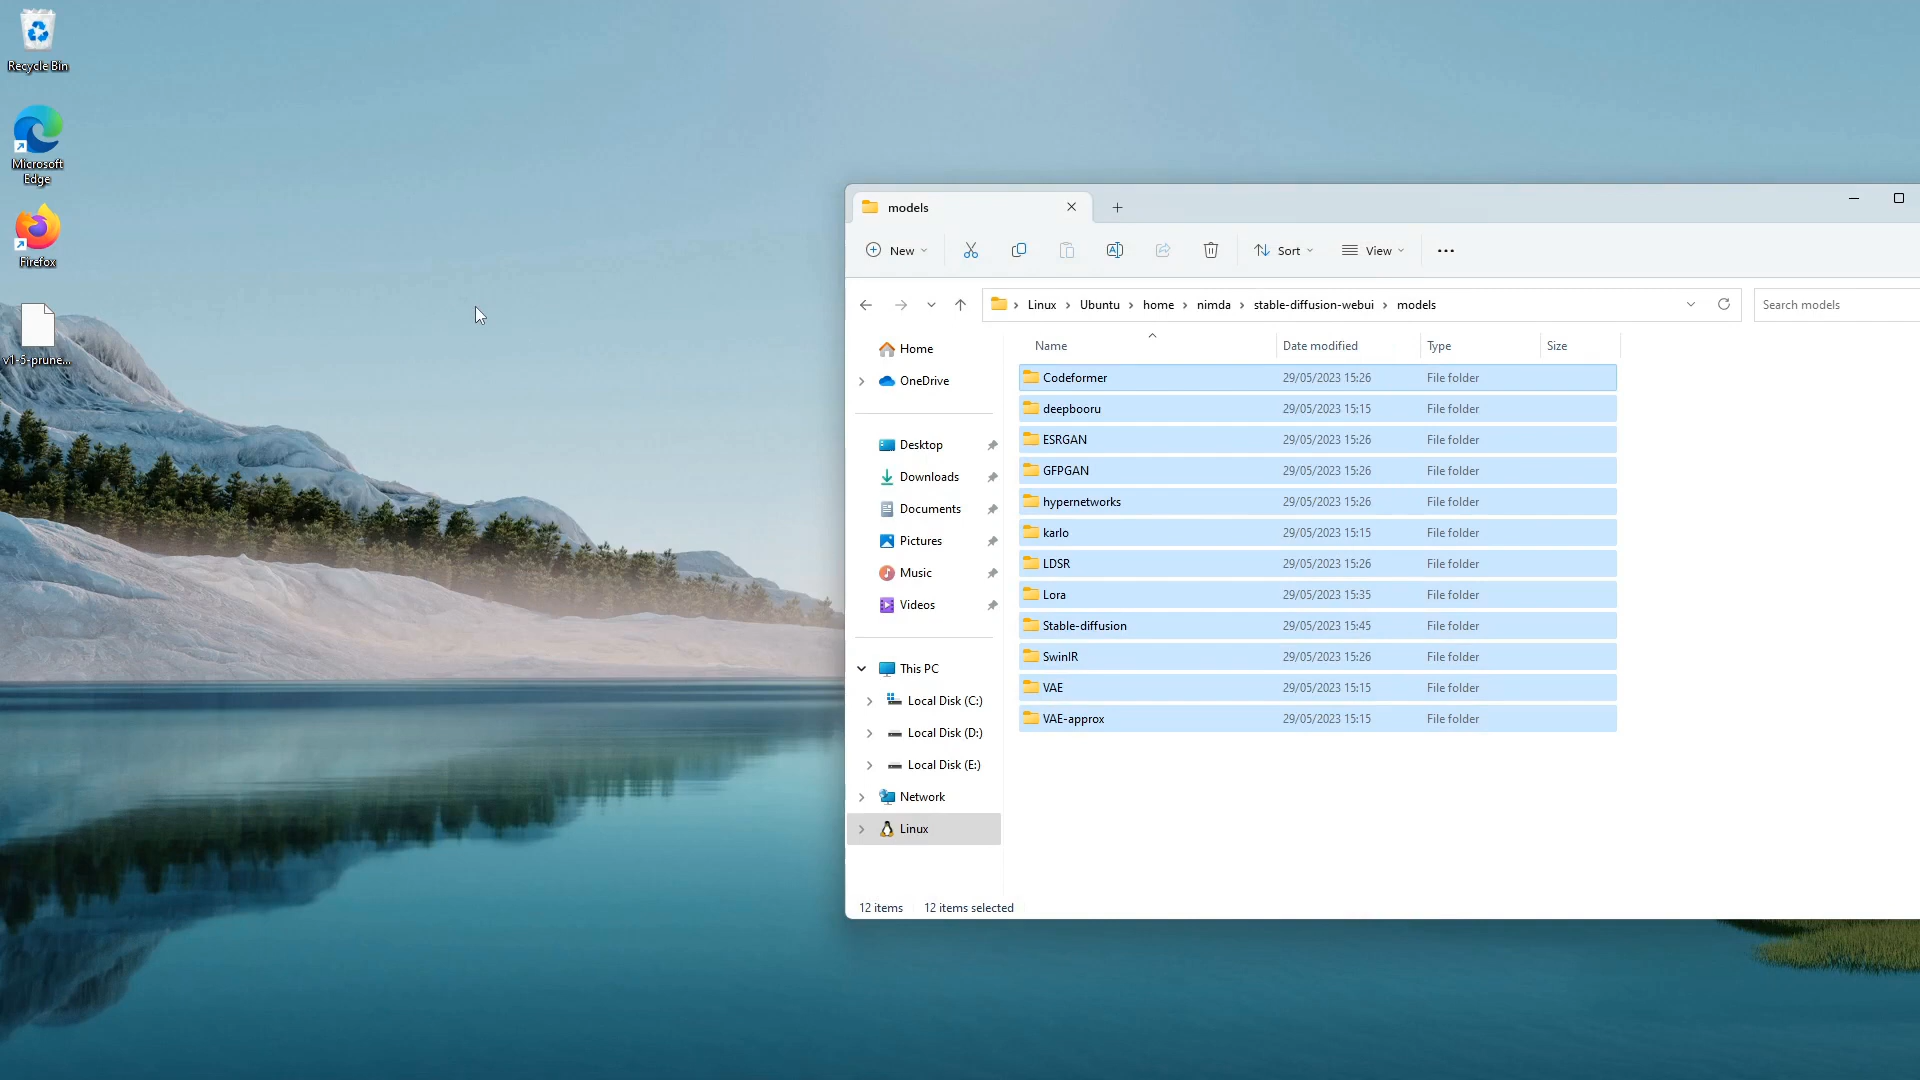 Recycle Bin
Microsoft
Edge
Firefox
v1-5-prune...
models
New
Sort
View
Linux
Ubuntu
home
nimda
stable-diffusion-webui
models
Search models
Home
OneDrive
Desktop
Downloads
Documents
Pictures
Music
Videos
This PC
Local Disk (C:)
Local Disk (D:)
Local Disk (E:)
Network
Linux
Name Date modified Type Size
Codeformer 29/05/2023 15:26 File folder
deepbooru 29/05/2023 15:15 File folder
ESRGAN 29/05/2023 15:26 File folder
GFPGAN 29/05/2023 15:26 File folder
hypernetworks 29/05/2023 15:26 File folder
karlo 29/05/2023 15:15 File folder
LDSR 29/05/2023 15:26 File folder
Lora 29/05/2023 15:35 File folder
Stable-diffusion 29/05/2023 15:45 File folder
SwinIR 29/05/2023 15:26 File folder
VAE 29/05/2023 15:15 File folder
VAE-approx 29/05/2023 15:15 File folder
12 items 12 items selected